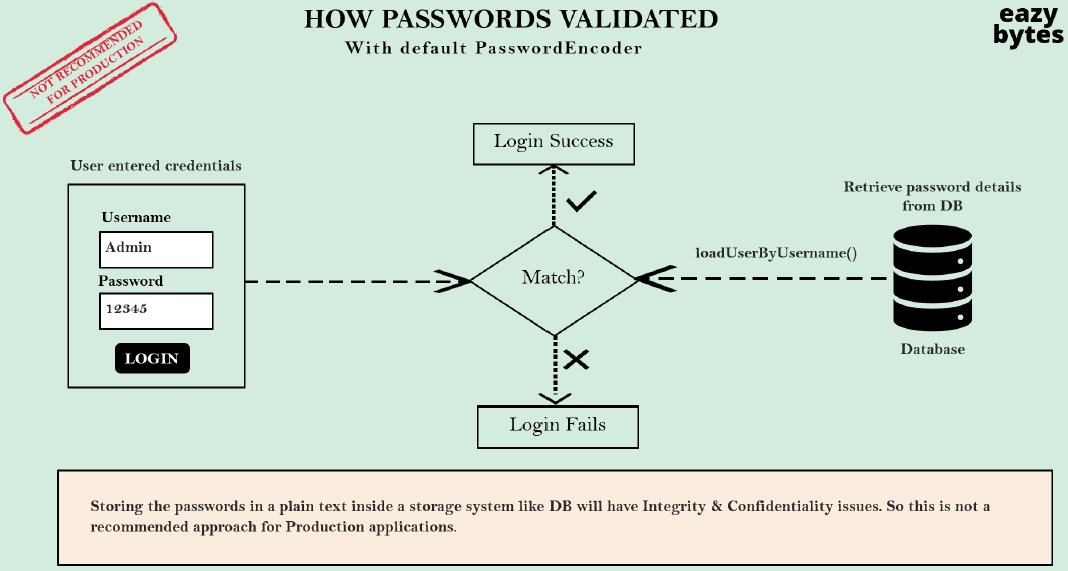 HOW PASSWORDS VALIDATED
With default PasswordEncoder
eazy
bytes
NOT RECOMMENDED
FOR PRODUCTION
User entered credentials
Username
Admin
Password
12345
LOGIN
Login Success
Match?
Login Fails
loadUserByUsername()
Retrieve password details
from DB
Database
Storing the passwords in a plain text inside a storage system like DB will have Integrity & Confidentiality issues. So this is not a
recommended approach for Production applications.